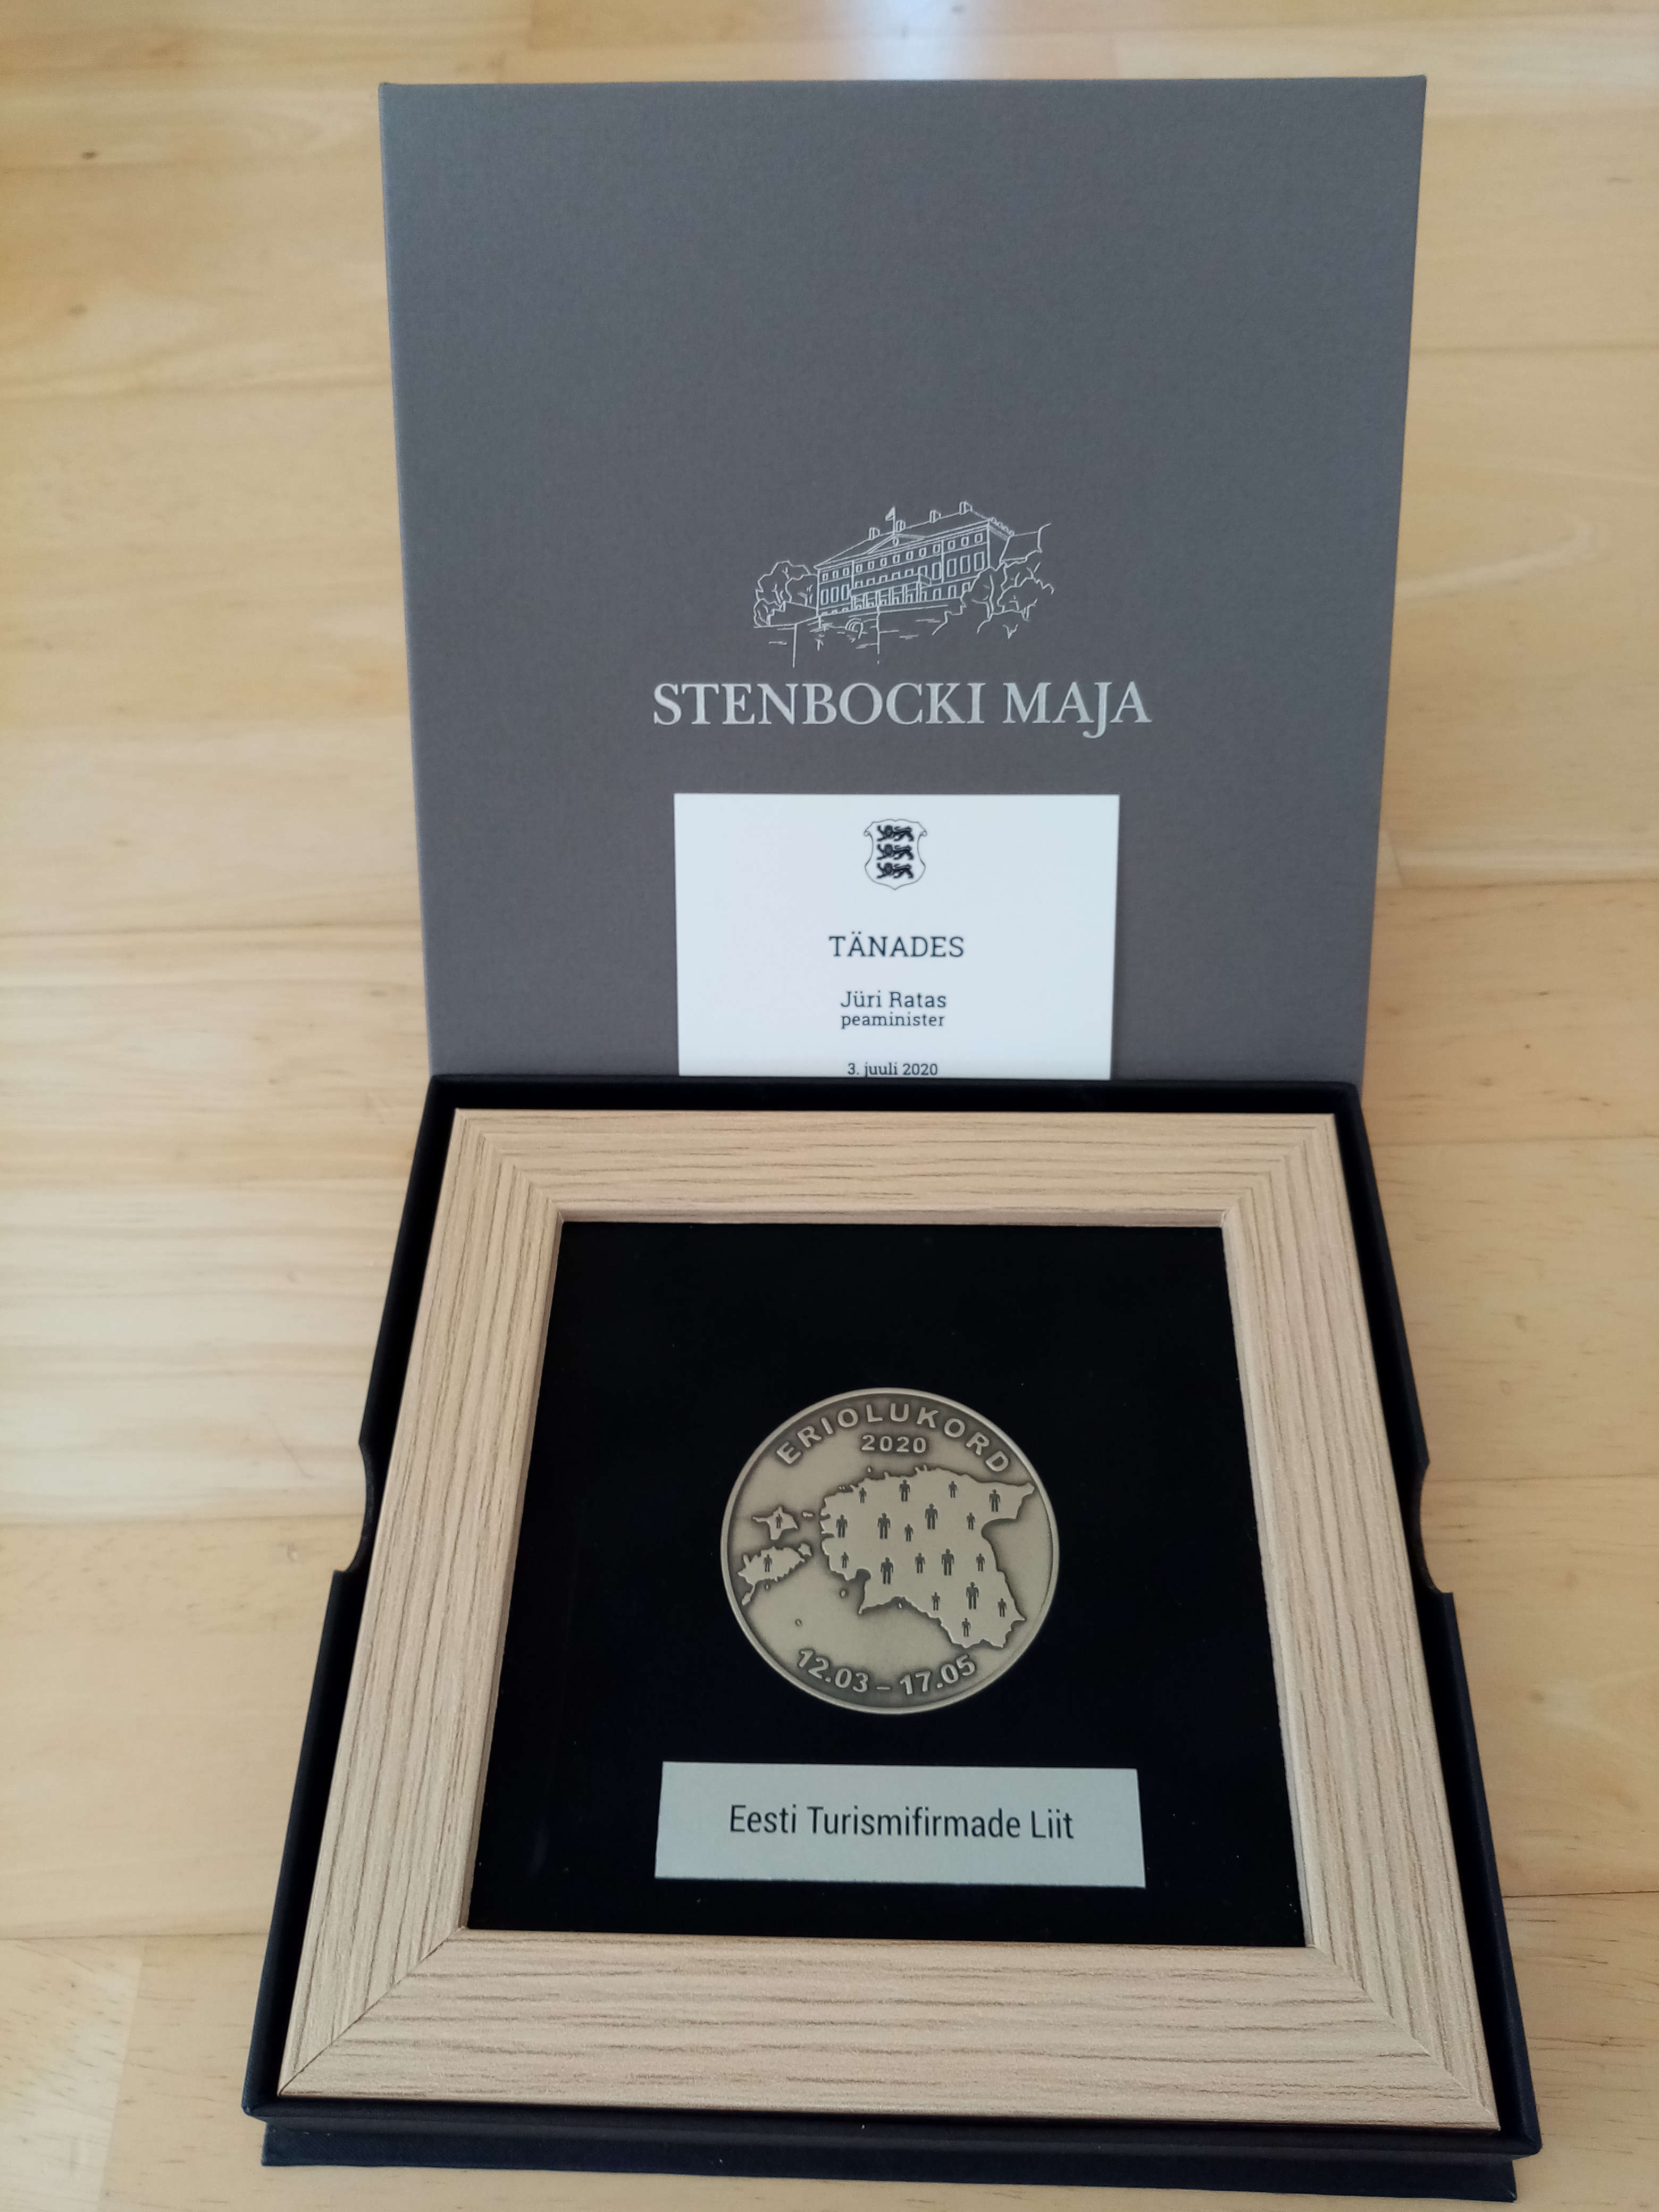 STENBOCKI MAJA
TÄNADES
Jüri Ratas
peaminister
3. juuli 2020
ERIOLUKORD
2020
12.03 – 17.05
Eesti Turismifirmade Liit